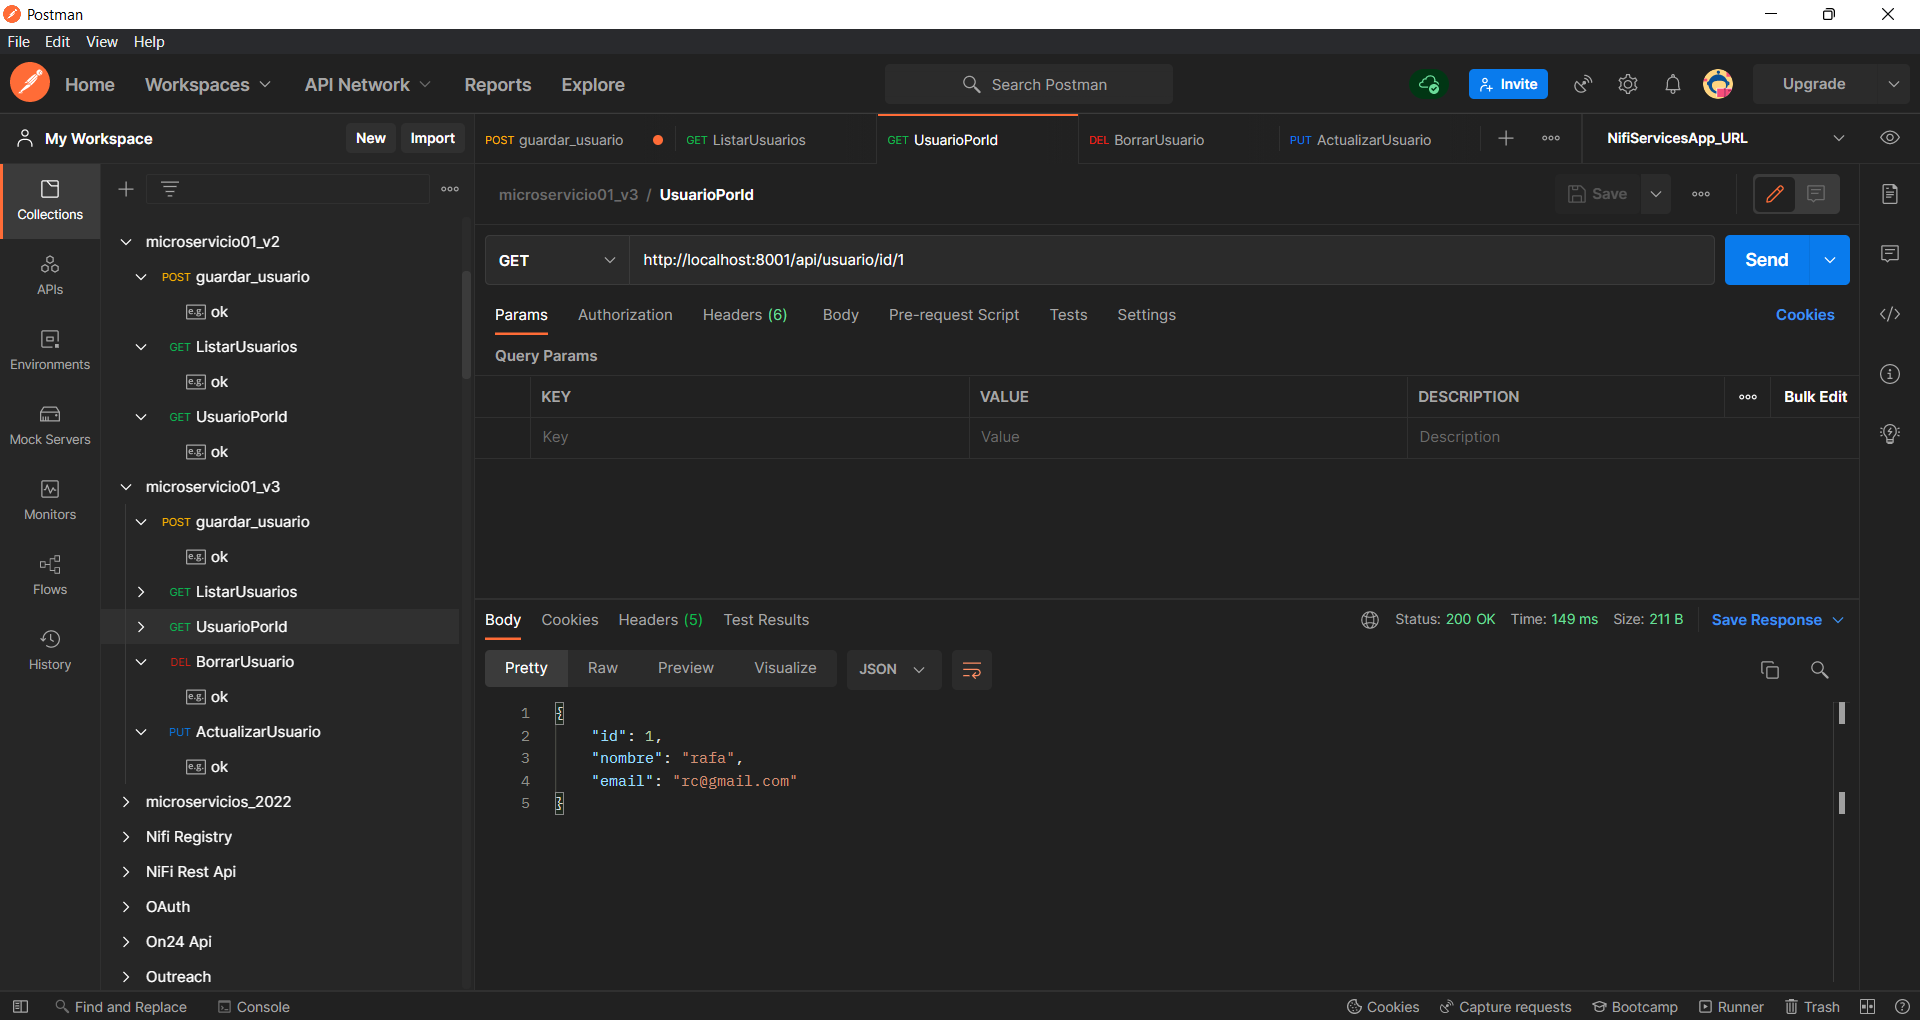 Postman
File Edit View Help
Home Workspaces API Network Reports Explore Search Postman Invite Upgrade
My Workspace New Import POST guardar_usuario GET ListarUsuarios GET UsuarioPorId DEL BorrarUsuario PUT ActualizarUsuario NifiServicesApp_URL
Collections
APIs
Environments
Mock Servers
Monitors
Flows
History
microservicio01_v2
POST guardar_usuario
e.g. ok
GET ListarUsuarios
e.g. ok
GET UsuarioPorId
e.g. ok
microservicio01_v3
POST guardar_usuario
e.g. ok
GET ListarUsuarios
GET UsuarioPorId
DEL BorrarUsuario
e.g. ok
PUT ActualizarUsuario
e.g. ok
microservicios_2022
Nifi Registry
NiFi Rest Api
OAuth
On24 Api
Outreach
microservicio01_v3 / UsuarioPorId Save
GET http://localhost:8001/api/usuario/id/1 Send
Params Authorization Headers (6) Body Pre-request Script Tests Settings Cookies
Query Params
KEY VALUE DESCRIPTION Bulk Edit
Key Value Description
Body Cookies Headers (5) Test Results Status: 200 OK Time: 149 ms Size: 211 B Save Response
Pretty Raw Preview Visualize JSON
1 {
2 "id": 1,
3 "nombre": "rafa",
4 "email": "rc@gmail.com"
5 }
Find and Replace Console Cookies Capture requests Bootcamp Runner Trash